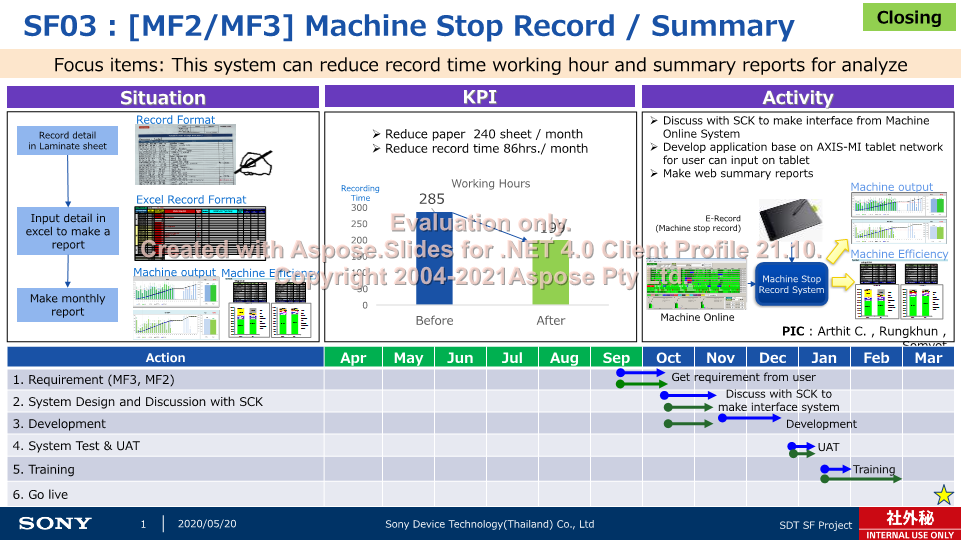 SF03 : [MF2/MF3] Machine Stop Record / Summary
Closing
Focus items: This system can reduce record time working hour and summary reports for analyze
Situation
Record detail
in Laminate sheet
Input detail in
excel to make a
report
Make monthly
report
Record Format
Excel Record Format
Machine output
Machine Efficiency
KPI
➢ Reduce paper 240 sheet / month
➢ Reduce record time 86hrs./ month
Working Hours
Recording
Time
300
250
200
150
100
50
0
285
199
Before
After
Activity
➢ Discuss with SCK to make interface from Machine
Online System
➢ Develop application base on AXIS-MI tablet network
for user can input on tablet
➢ Make web summary reports
E-Record
(Machine stop record)
Machine Online
Machine Stop
Record System
Machine output
Machine Efficiency
PIC : Arthit C. , Rungkhun ,
Evaluation only.
Created with Aspose.Slides for .NET 4.0 Client Profile 21.10.
Copyright 2004-2021Aspose Pty Ltd.
Action Apr May Jun Jul Aug Sep Oct Nov Dec Jan Feb Mar
1. Requirement (MF3, MF2)
Get requirement from user
2. System Design and Discussion with SCK
Discuss with SCK to
make interface system
3. Development
Development
4. System Test & UAT
UAT
5. Training
Training
6. Go live
SONY
1
2020/05/20
Sony Device Technology(Thailand) Co., Ltd
SDT SF Project
社外秘
INTERNAL USE ONLY